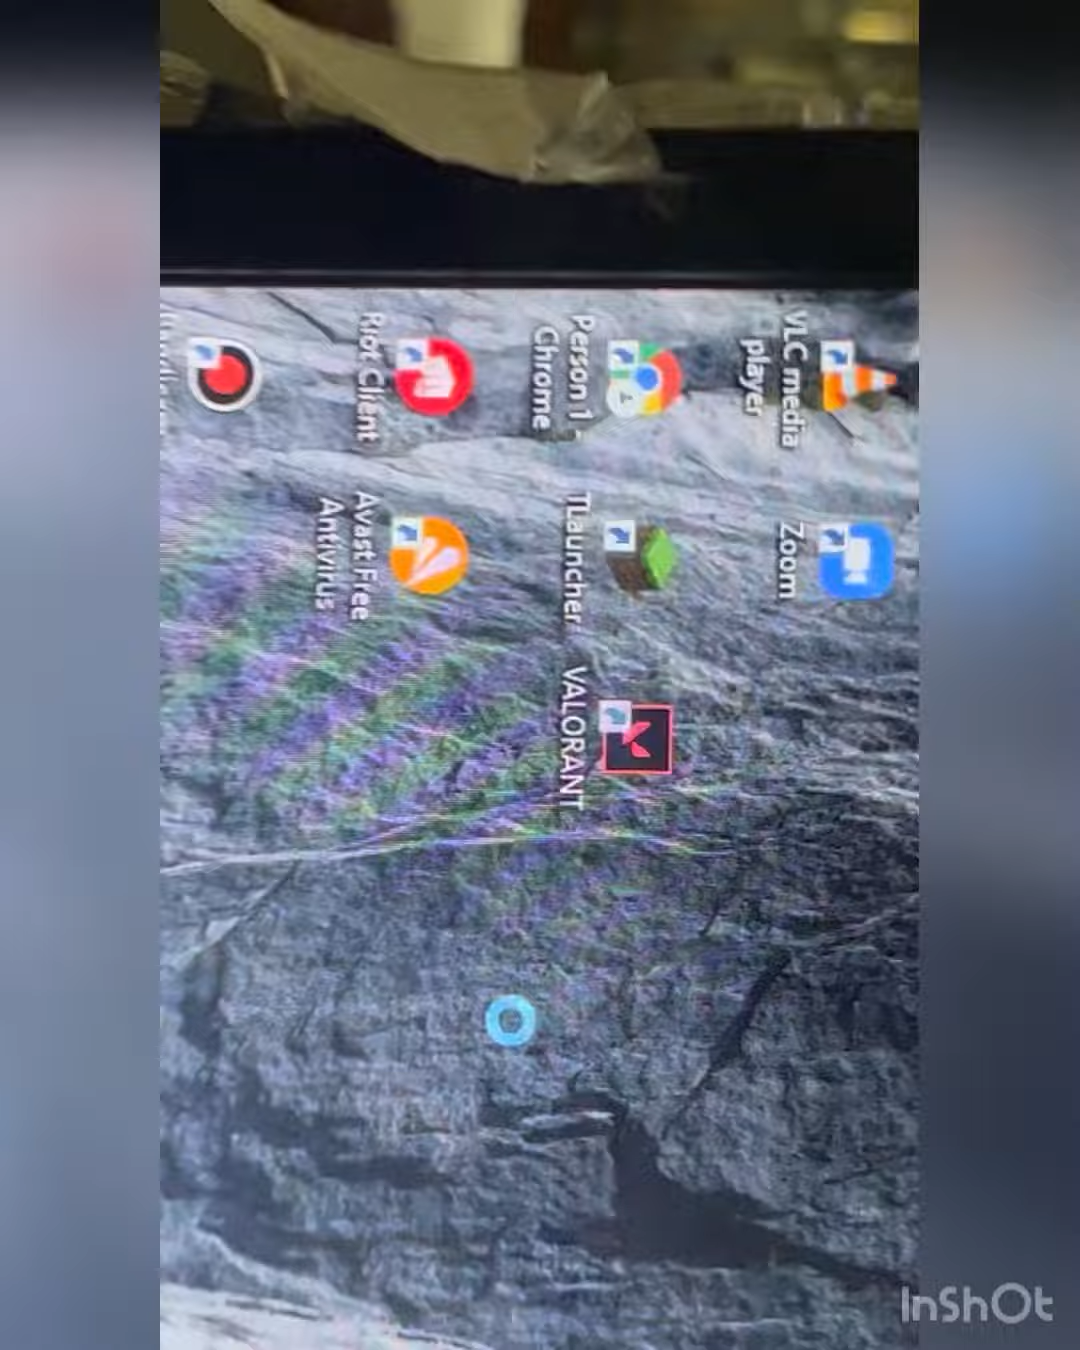 VLC media
player
Zoom
Person 1 -
Chrome
TLauncher
VALORANT
Riot Client
Avast Free
Antivirus
InShOt